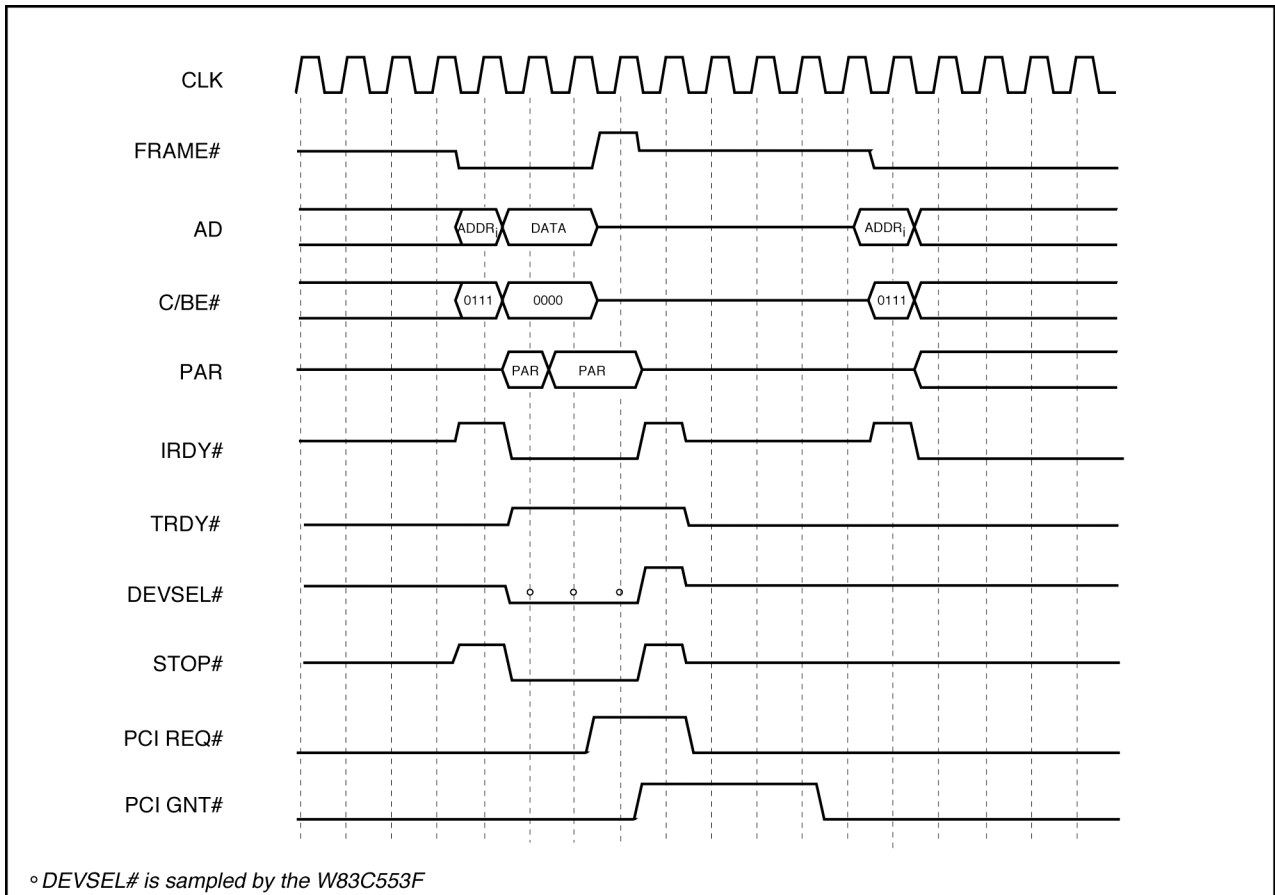 CLK
FRAME#
AD
ADDRi DATA ADDRi
C/BE#
0111 0000 0111
PAR
PAR PAR
IRDY#
TRDY#
DEVSEL#
STOP#
PCI REQ#
PCI GNT#
° DEVSEL# is sampled by the W83C553F